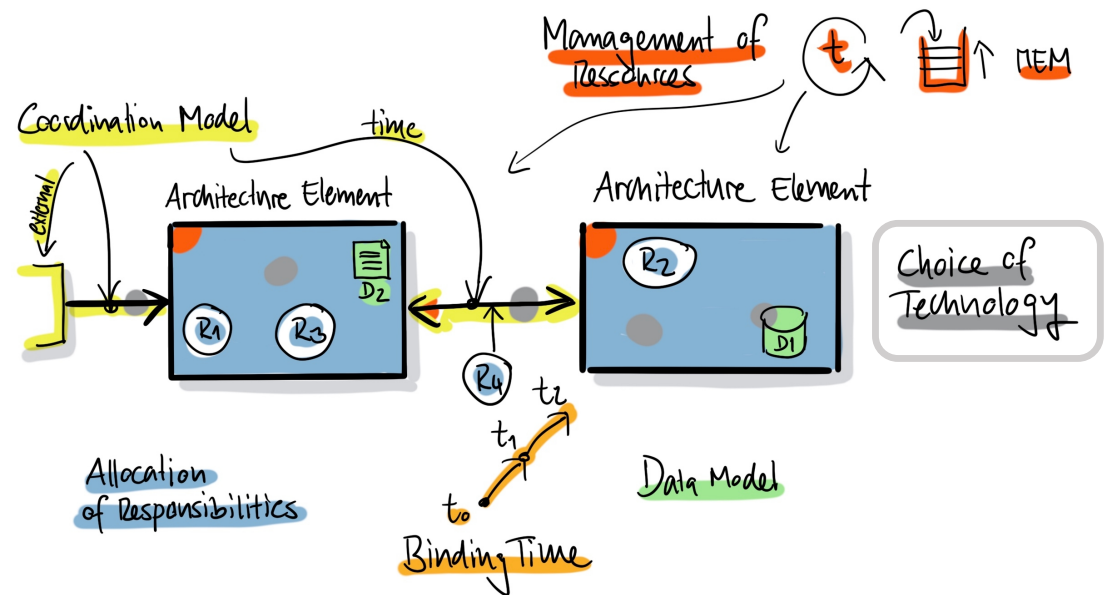 Management of
Ressources
t
MEM
Coordination Model
time
external
Architecture Element
Architecture Element
R1
R3
D2
R4
R2
D1
Choice of
Technology
t0
t1
t2
Allocation
of Responsibilities
Binding Time
Data Model